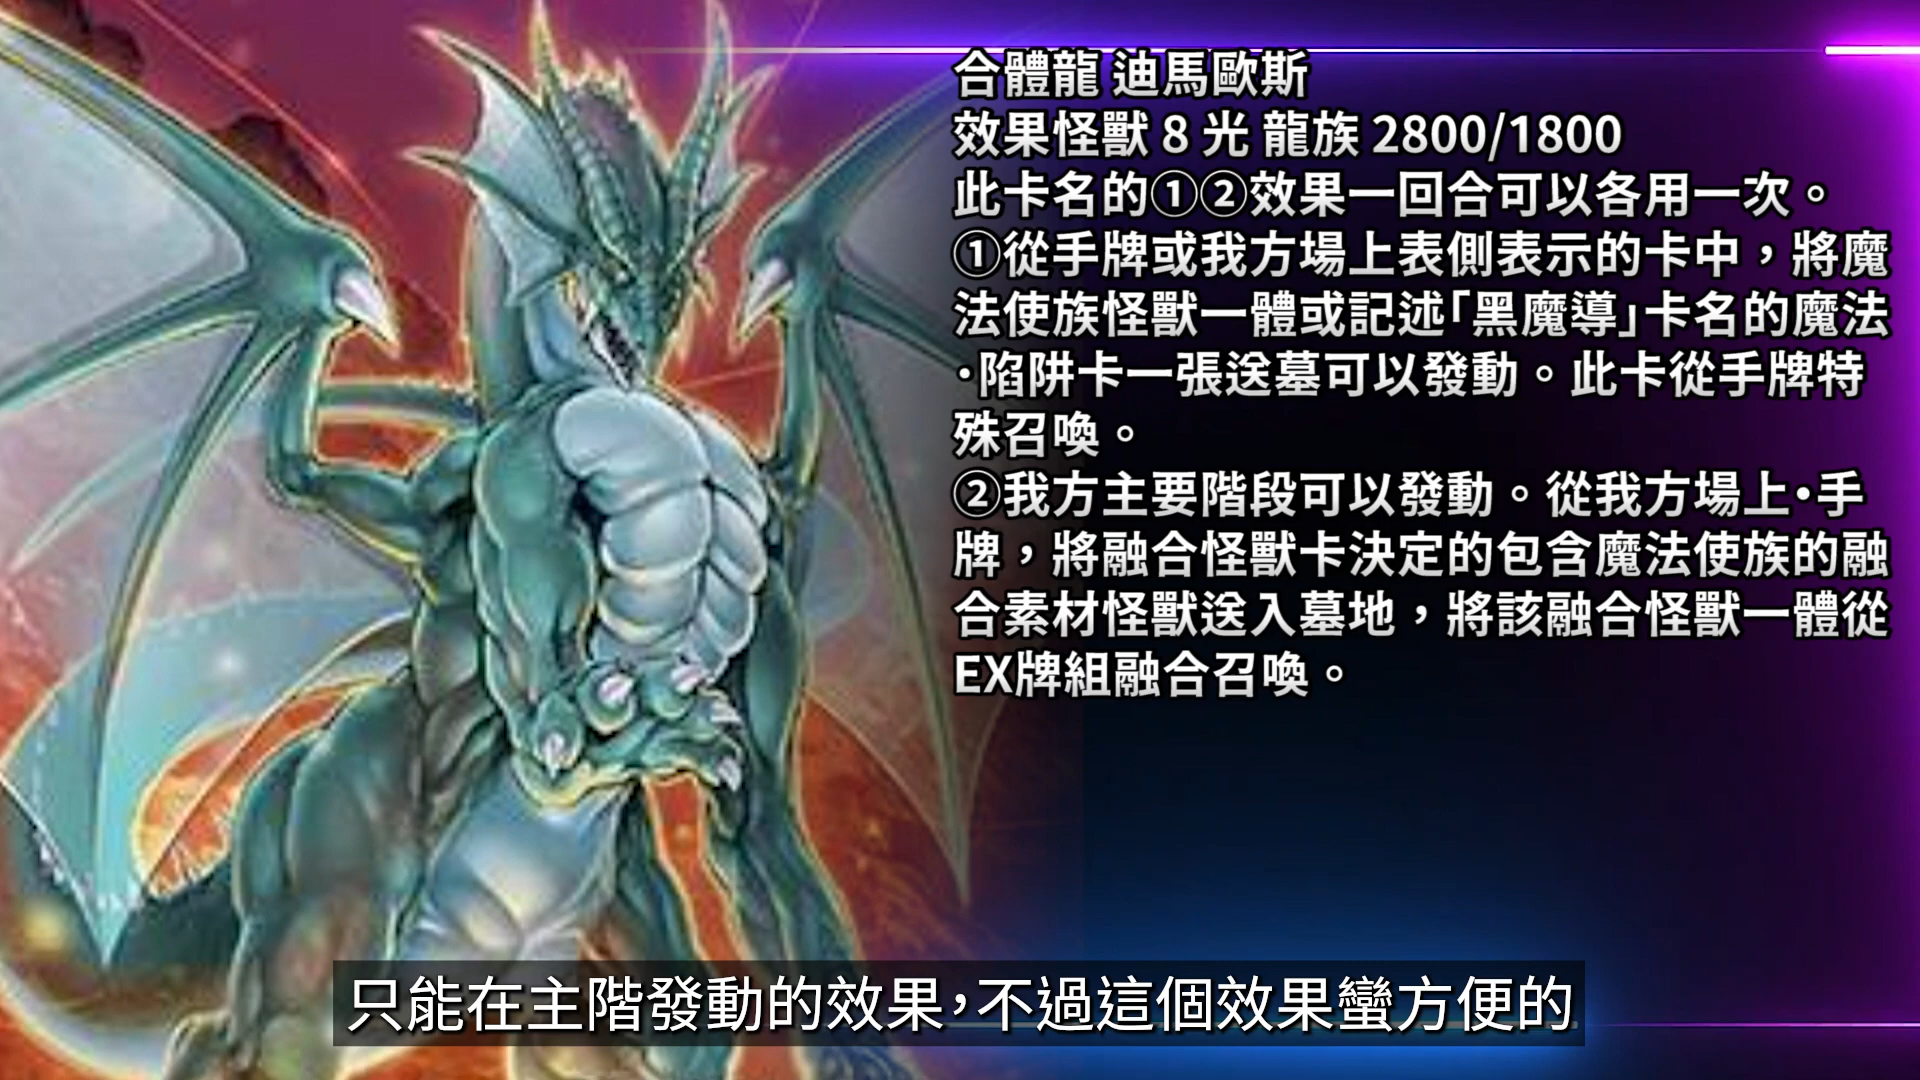 合體龍 迪馬歐斯
效果怪獸 8 光 龍族 2800/1800
此卡名的①②效果一回合可以各用一次。
①從手牌或我方場上表側表示的卡中，將魔
法使族怪獸一體或記述｢黑魔導｣卡名的魔法
･陷阱卡一張送墓可以發動。此卡從手牌特
殊召喚。
②我方主要階段可以發動。從我方場上•手
牌，將融合怪獸卡決定的包含魔法使族的融
合素材怪獸送入墓地，將該融合怪獸一體從
EX牌組融合召喚。
只能在主階發動的效果，不過這個效果蠻方便的